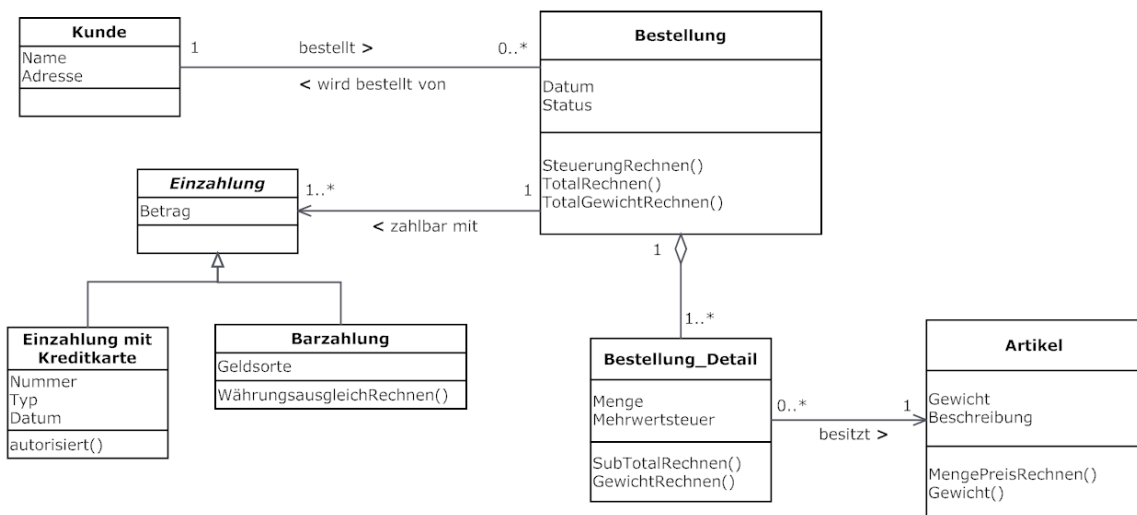 Kunde
Name
Adresse
1
bestellt >
0..*
< wird bestellt von
Bestellung
Datum
Status
SteuerungRechnen()
TotalRechnen()
TotalGewichtRechnen()
Einzahlung
Betrag
1..*
1
< zahlbar mit
1
1..*
Einzahlung mit
Kreditkarte
Nummer
Typ
Datum
autorisiert()
Barzahlung
Geldsorte
WährungsausgleichRechnen()
Bestellung_Detail
Menge
Mehrwertsteuer
SubTotalRechnen()
GewichtRechnen()
0..*
1
besitzt >
Artikel
Gewicht
Beschreibung
MengePreisRechnen()
Gewicht()